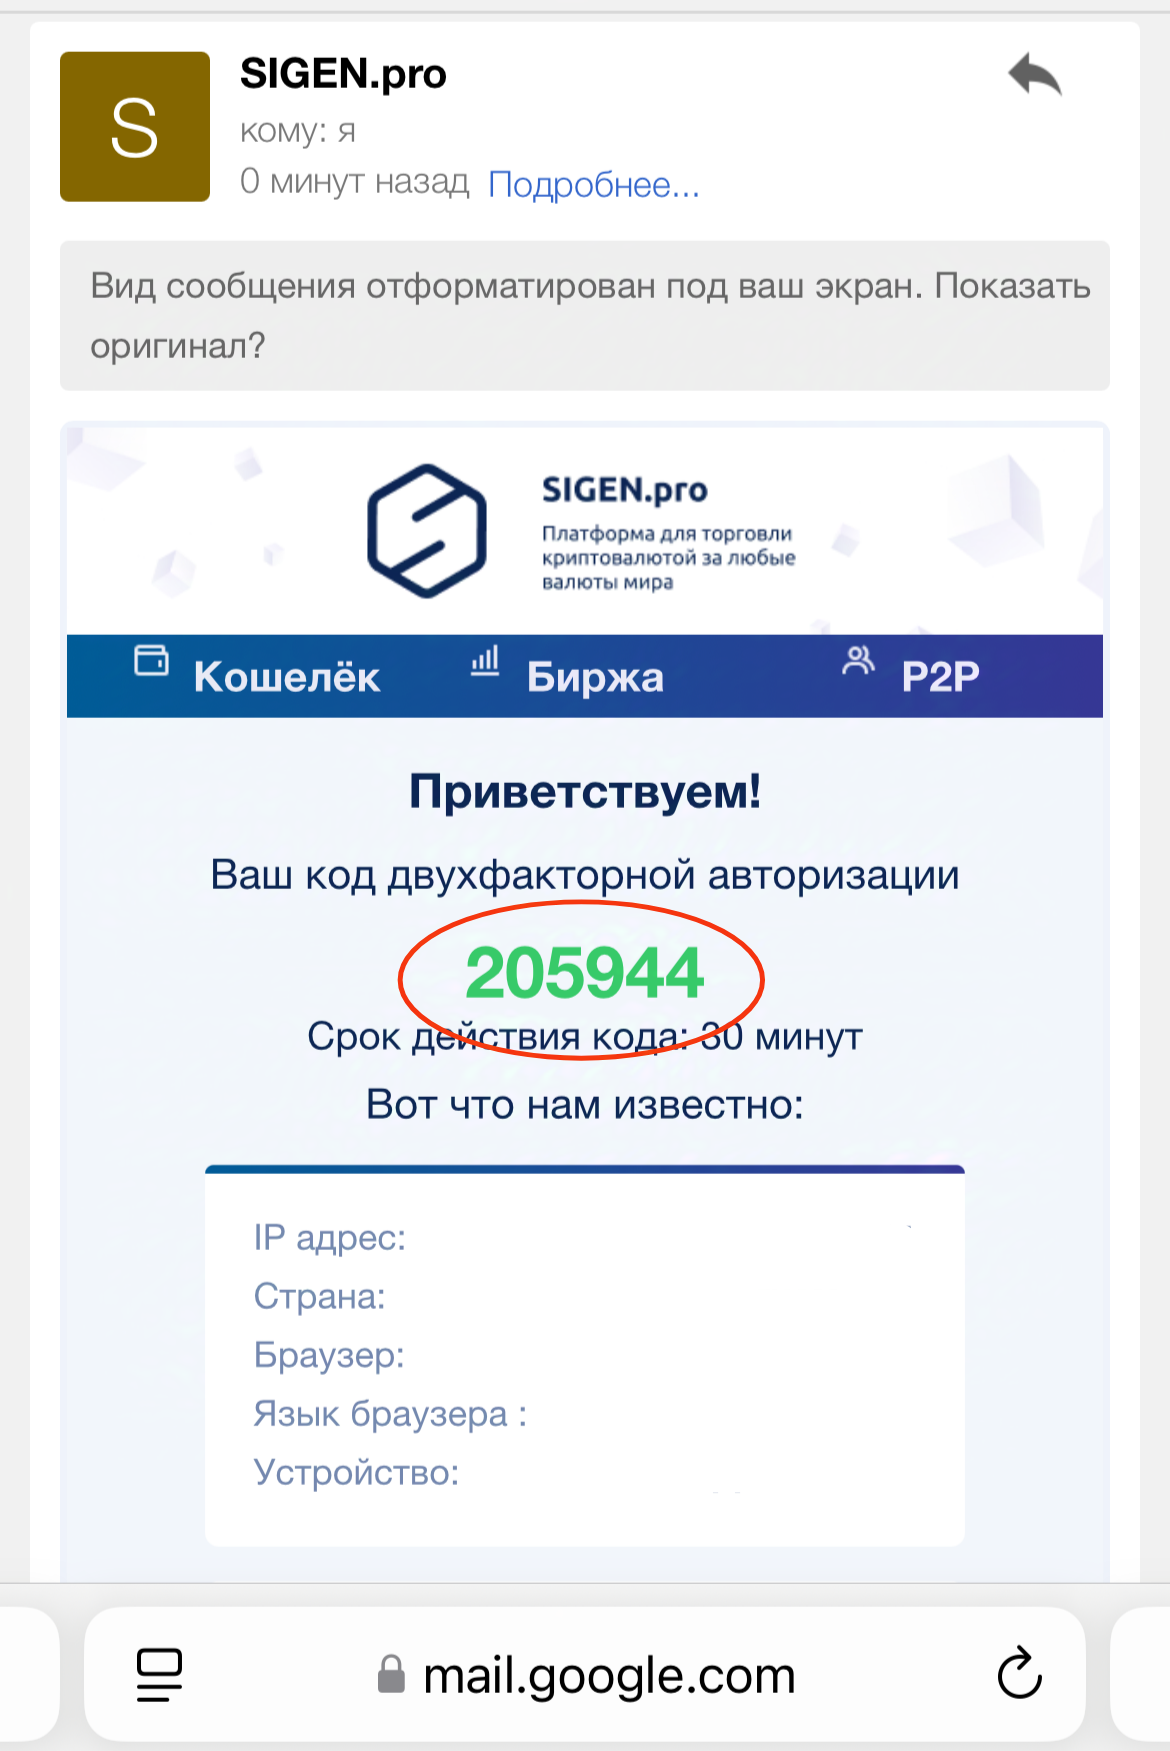 SIGEN.pro
S
кому: я
0 минут назад Подробнее...
Вид сообщения отформатирован под ваш экран. Показать
оригинал?
SIGEN.pro
Платформа для торговли
криптовалютой за любые
валюты мира
Кошелёк Биржа P2P
Приветствуем!
Ваш код двухфакторной авторизации
205944
Срок действия кода: 30 минут
Вот что нам известно:
IP адрес:
Страна:
Браузер:
Язык браузера :
Устройство:
mail.google.com